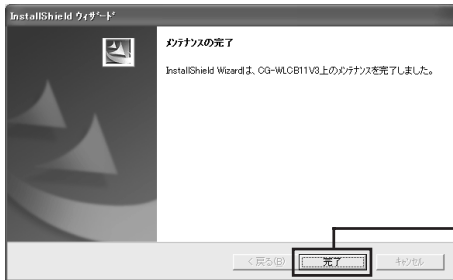 InstallShield ウィザード
メンテナンスの完了
InstallShield Wizardは、CG-WLCB11V3上のメンテナンスを完了しました。
< 戻る(B)
完了
キャンセル